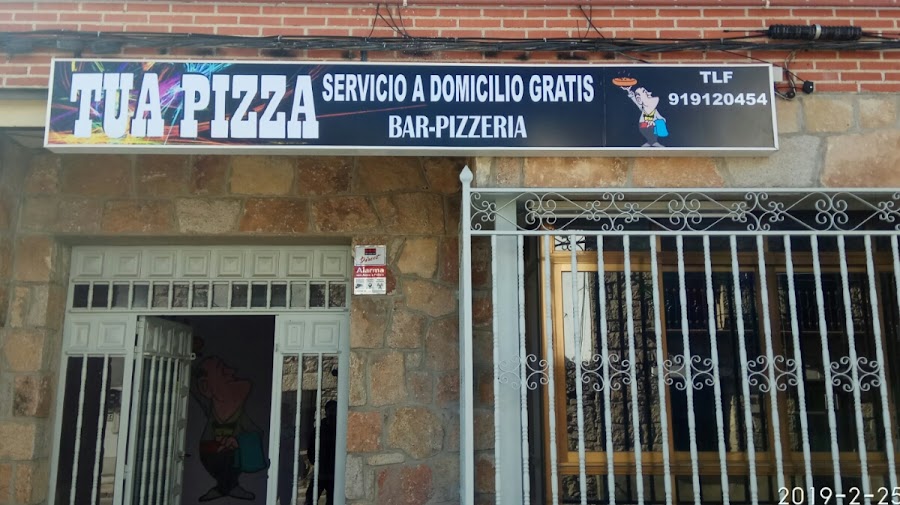 TUA PIZZA
SERVICIO A DOMICILIO GRATIS
BAR-PIZZERIA
TLF
919120454
Alarma
2019-2-25